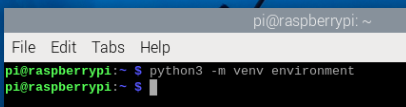 pi@raspberrypi: ~
File Edit Tabs Help
pi@raspberrypi:~ $ python3 -m venv environment
pi@raspberrypi:~ $